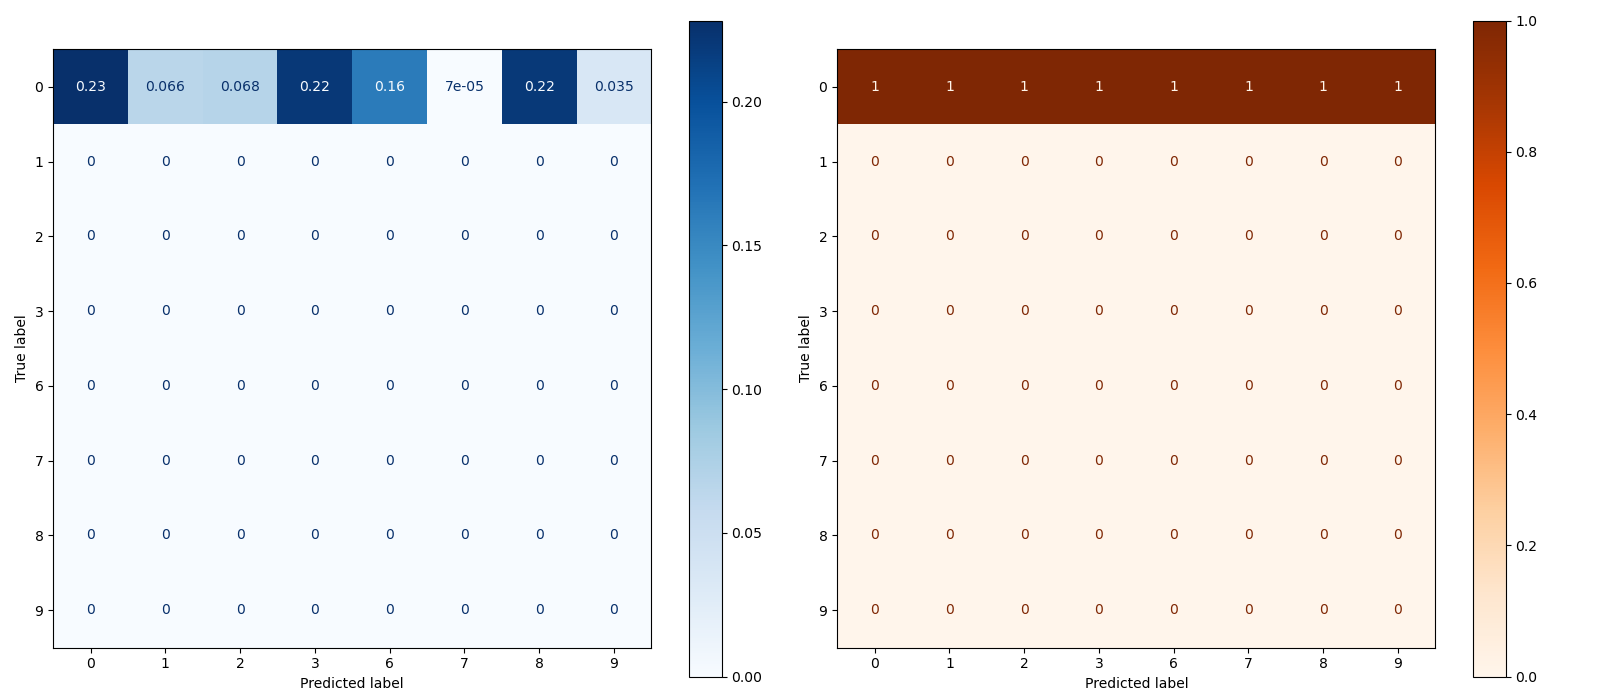 0 0.23 0.066 0.068 0.22 0.16 7e-05 0.22 0.035
1 0 0 0 0 0 0 0 0
2 0 0 0 0 0 0 0 0
3 0 0 0 0 0 0 0 0
6 0 0 0 0 0 0 0 0
7 0 0 0 0 0 0 0 0
8 0 0 0 0 0 0 0 0
9 0 0 0 0 0 0 0 0
0 1 2 3 6 7 8 9
True label
Predicted label
0.20
0.15
0.10
0.05
0.00
0 1 1 1 1 1 1 1 1
1 0 0 0 0 0 0 0 0
2 0 0 0 0 0 0 0 0
3 0 0 0 0 0 0 0 0
6 0 0 0 0 0 0 0 0
7 0 0 0 0 0 0 0 0
8 0 0 0 0 0 0 0 0
9 0 0 0 0 0 0 0 0
0 1 2 3 6 7 8 9
True label
Predicted label
1.0
0.8
0.6
0.4
0.2
0.0